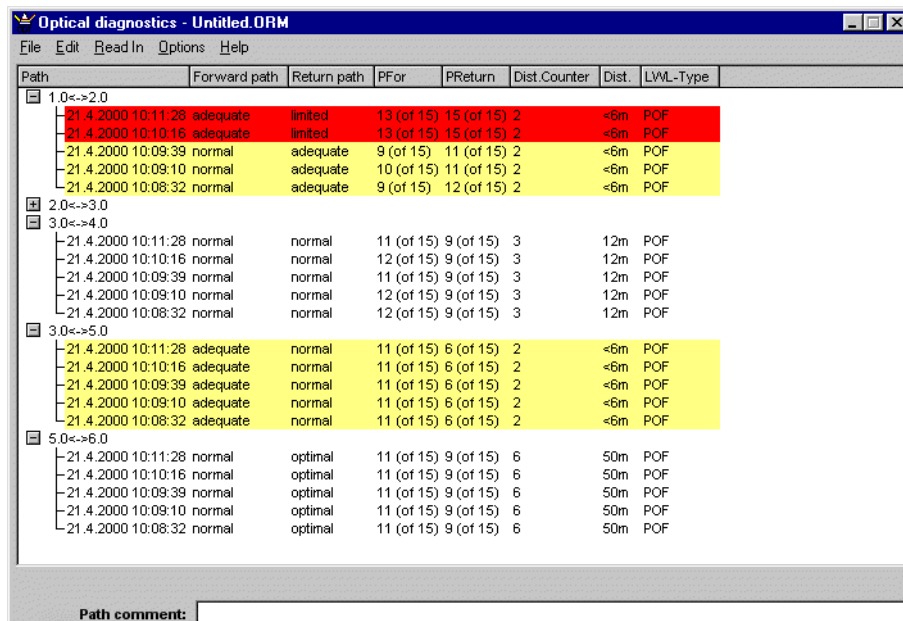 Optical diagnostics - Untitled.ORM
File Edit Read In Options Help
Path Forward path Return path PFor PReturn Dist.Counter Dist. LWL-Type
1.0<->2.0
21.4.2000 10:11:28 adequate limited 13 (of 15) 15 (of 15) 2 <6m POF
21.4.2000 10:10:16 adequate limited 13 (of 15) 15 (of 15) 2 <6m POF
21.4.2000 10:09:39 normal adequate 9 (of 15) 11 (of 15) 2 <6m POF
21.4.2000 10:09:10 normal adequate 10 (of 15) 11 (of 15) 2 <6m POF
21.4.2000 10:08:32 normal adequate 9 (of 15) 12 (of 15) 2 <6m POF
2.0<->3.0
3.0<->4.0
21.4.2000 10:11:28 normal normal 11 (of 15) 9 (of 15) 3 12m POF
21.4.2000 10:10:16 normal normal 12 (of 15) 9 (of 15) 3 12m POF
21.4.2000 10:09:39 normal normal 11 (of 15) 9 (of 15) 3 12m POF
21.4.2000 10:09:10 normal normal 12 (of 15) 9 (of 15) 3 12m POF
21.4.2000 10:08:32 normal normal 12 (of 15) 9 (of 15) 3 12m POF
3.0<->5.0
21.4.2000 10:11:28 adequate normal 11 (of 15) 6 (of 15) 2 <6m POF
21.4.2000 10:10:16 adequate normal 11 (of 15) 6 (of 15) 2 <6m POF
21.4.2000 10:09:39 adequate normal 11 (of 15) 6 (of 15) 2 <6m POF
21.4.2000 10:09:10 adequate normal 11 (of 15) 6 (of 15) 2 <6m POF
21.4.2000 10:08:32 adequate normal 11 (of 15) 6 (of 15) 2 <6m POF
5.0<->6.0
21.4.2000 10:11:28 normal optimal 11 (of 15) 9 (of 15) 6 50m POF
21.4.2000 10:10:16 normal optimal 11 (of 15) 9 (of 15) 6 50m POF
21.4.2000 10:09:39 normal optimal 11 (of 15) 9 (of 15) 6 50m POF
21.4.2000 10:09:10 normal optimal 11 (of 15) 9 (of 15) 6 50m POF
21.4.2000 10:08:32 normal optimal 11 (of 15) 9 (of 15) 6 50m POF
Path comment: